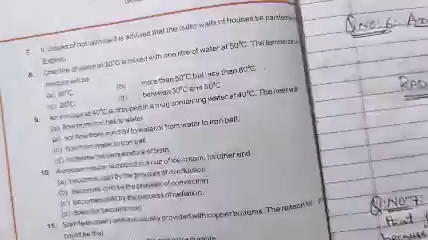 7. In places of hot climate it is advised that the outer walls of houses be painted
Explain.
8. One litre of water at 30°C is mixed with one litre of water at 50°C. The temperature
mixture will be
(a) 80°C (b) more than 50°C but less than 80°C
(c) 20°C (d) between 30°C and 50°C
9. An iron ball at 40°C is dropped in a mug containing water at 40°C. The heat will
(a) flow from iron ball to water.
(b) not flow from iron ball to water or from water to iron ball.
(c) flow from water to iron ball.
(d) increase the temperature of both.
10. A wooden spoon is dipped in a cup of ice cream. Its other end
(a) becomes cold by the process of conduction.
(b) becomes cold by the process of convection.
(c) becomes cold by the process of radiation.
(d) does not become cold.
11. Stainless steel pans are usually provided with copper bottoms. The reason
could be that
more durable
Q.NO:6:
Q:NO:7:
that
because